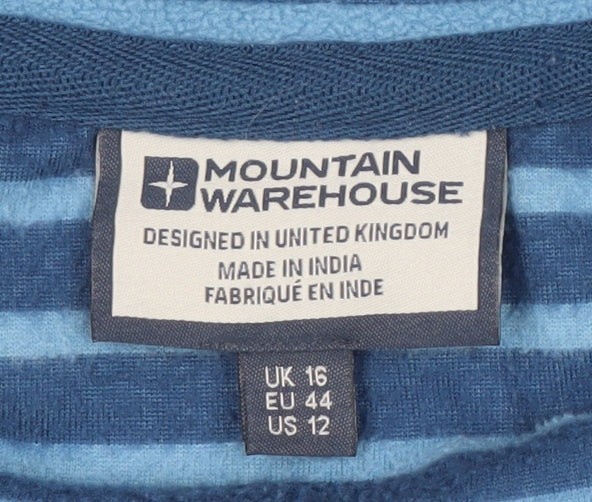 MOUNTAIN
WAREHOUSE
DESIGNED IN UNITED KINGDOM
MADE IN INDIA
FABRIQUÉ EN INDE
UK 16
EU 44
US 12